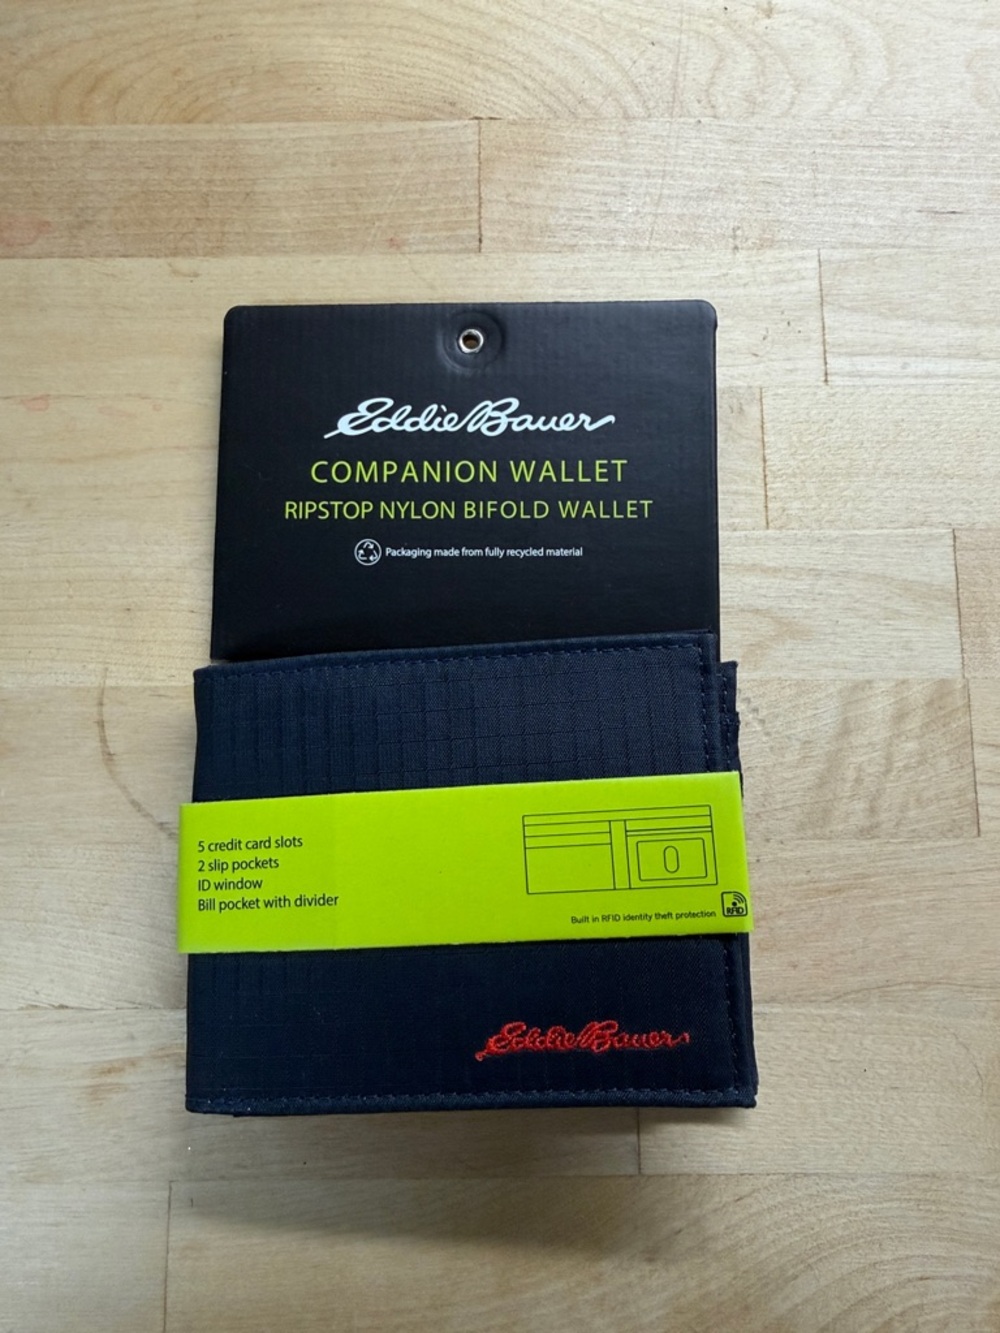 Eddie Bauer
COMPANION WALLET
RIPSTOP NYLON BIFOLD WALLET
Packaging made from fully recycled material
5 credit card slots
2 slip pockets
ID window
Bill pocket with divider
Built in RFID identity theft protection
RFID
Eddie Bauer